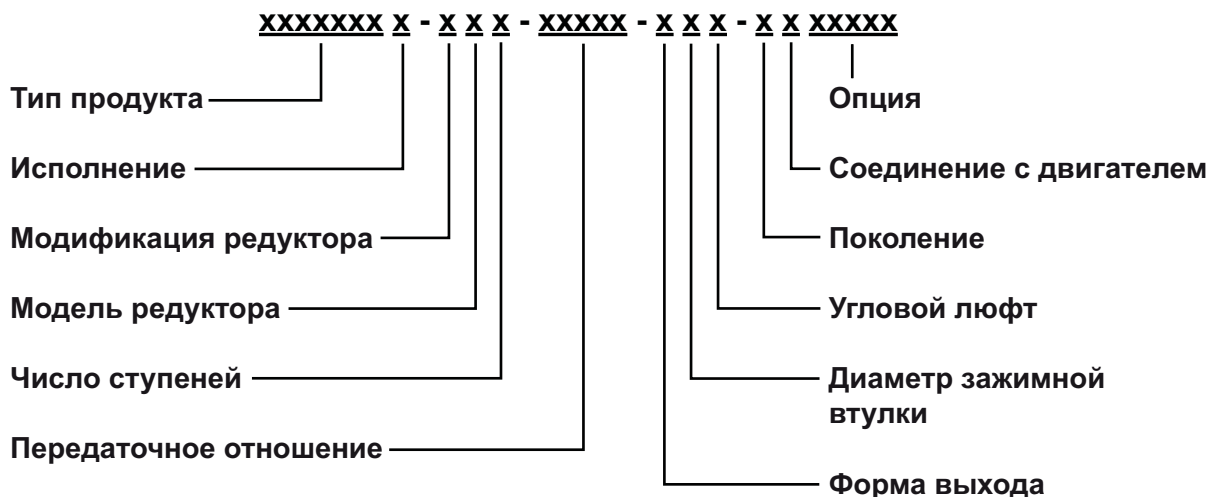 xxxxxxx x - x x x - xxxxx - x x x - x x xxxxx
Тип продукта
Исполнение
Модификация редуктора
Модель редуктора
Число ступеней
Передаточное отношение
Опция
Соединение с двигателем
Поколение
Угловой люфт
Диаметр зажимной
втулки
Форма выхода